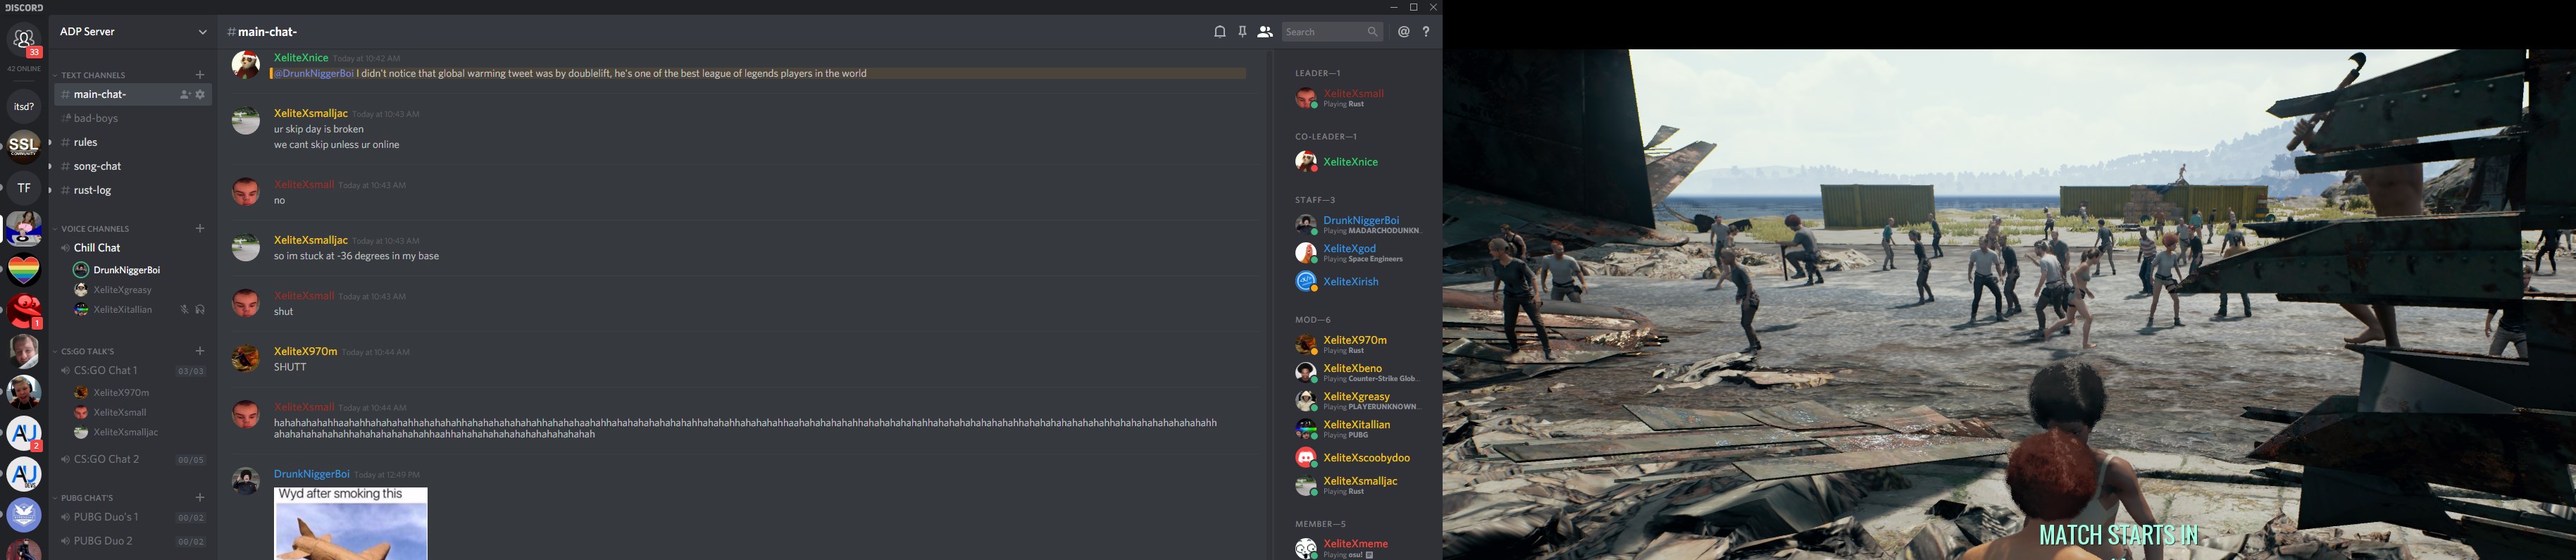 DISCORD
33
42 ONLINE
itsd?
SSL
COMMUNITY
TF
1
AJ
2
AJ
DEV
ADP Server
TEXT CHANNELS
# main-chat-
bad-boys
# rules
# song-chat
# rust-log
VOICE CHANNELS
Chill Chat
DrunkNiggerBoi
XeliteXgreasy
XeliteXitallian
CS:GO TALK'S
CS:GO Chat 1 03/03
XeliteX970m
XeliteXsmall
XeliteXsmalljac
CS:GO Chat 2 00/05
PUBG CHAT'S
PUBG Duo's 1 00/02
PUBG Duo 2 00/02
# main-chat-
Search
@ ?
XeliteXnice Today at 10:42 AM
@DrunkNiggerBoi I didn't notice that global warming tweet was by doublelift, he's one of the best league of legends players in the world
XeliteXsmalljac Today at 10:43 AM
ur skip day is broken
we cant skip unless ur online
XeliteXsmall Today at 10:43 AM
no
XeliteXsmalljac Today at 10:43 AM
so im stuck at -36 degrees in my base
XeliteXsmall Today at 10:43 AM
shut
XeliteX970m Today at 10:44 AM
SHUTT
XeliteXsmall Today at 10:44 AM
DrunkNiggerBoi Today at 12:49 PM
Wyd after smoking this
LEADER—1
XeliteXsmall
Playing Rust
CO-LEADER—1
XeliteXnice
STAFF—3
DrunkNiggerBoi
Playing MADARCHODUNKN...
XeliteXgod
Playing Space Engineers
XeliteXirish
MOD—6
XeliteX970m
Playing Rust
XeliteXbeno
Playing Counter-Strike Glob...
XeliteXgreasy
Playing PLAYERUNKNOWN...
XeliteXitallian
Playing PUBG
XeliteXscoobydoo
XeliteXsmalljac
Playing Rust
MEMBER—5
XeliteXmeme
Playing osu!
MATCH STARTS IN